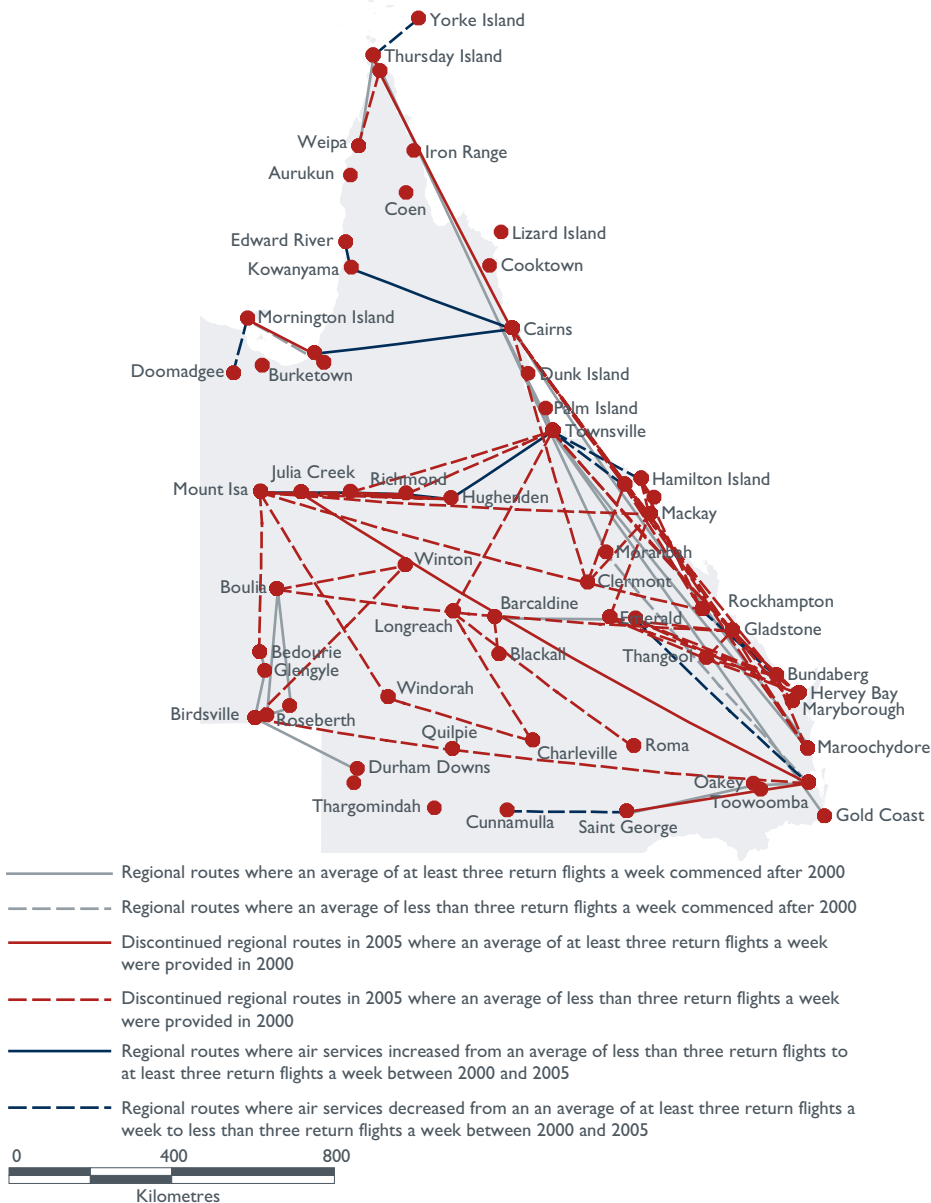 Yorke Island
Thursday Island
Weipa
Iron Range
Aurukun
Coen
Edward River
Lizard Island
Kowanyama
Cooktown
Mornington Island
Cairns
Doomadgee
Burketown
Dunk Island
Palm Island
Townsville
Julia Creek
Richmond
Hamilton Island
Mount Isa
Hughenden
Mackay
Moranbah
Winton
Clermont
Boulia
Barcaldine
Rockhampton
Longreach
Emerald
Gladstone
Bedourie
Blackall
Thangool
Glengyle
Bundaberg
Windorah
Hervey Bay
Birdsville
Roseberth
Maryborough
Quilpie
Charleville
Roma
Maroochydore
Durham Downs
Oakey
Toowoomba
Thargomindah
Cunnamulla
Saint George
Gold Coast
Regional routes where an average of at least three return flights a week commenced after 2000
Regional routes where an average of less than three return flights a week commenced after 2000
Discontinued regional routes in 2005 where an average of at least three return flights a week
were provided in 2000
Discontinued regional routes in 2005 where an average of less than three return flights a week
were provided in 2000
Regional routes where air services increased from an average of less than three return flights to
at least three return flights a week between 2000 and 2005
Regional routes where air services decreased from an an average of at least three return flights a
week to less than three return flights a week between 2000 and 2005
0 400 800
Kilometres